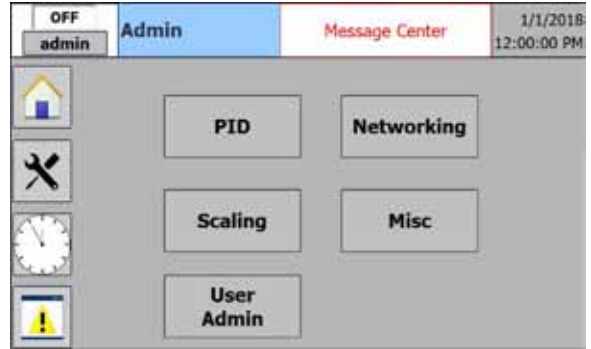 OFF
admin
Admin
Message Center
1/1/2018
12:00:00 PM
PID
Networking
Scaling
Misc
User
Admin